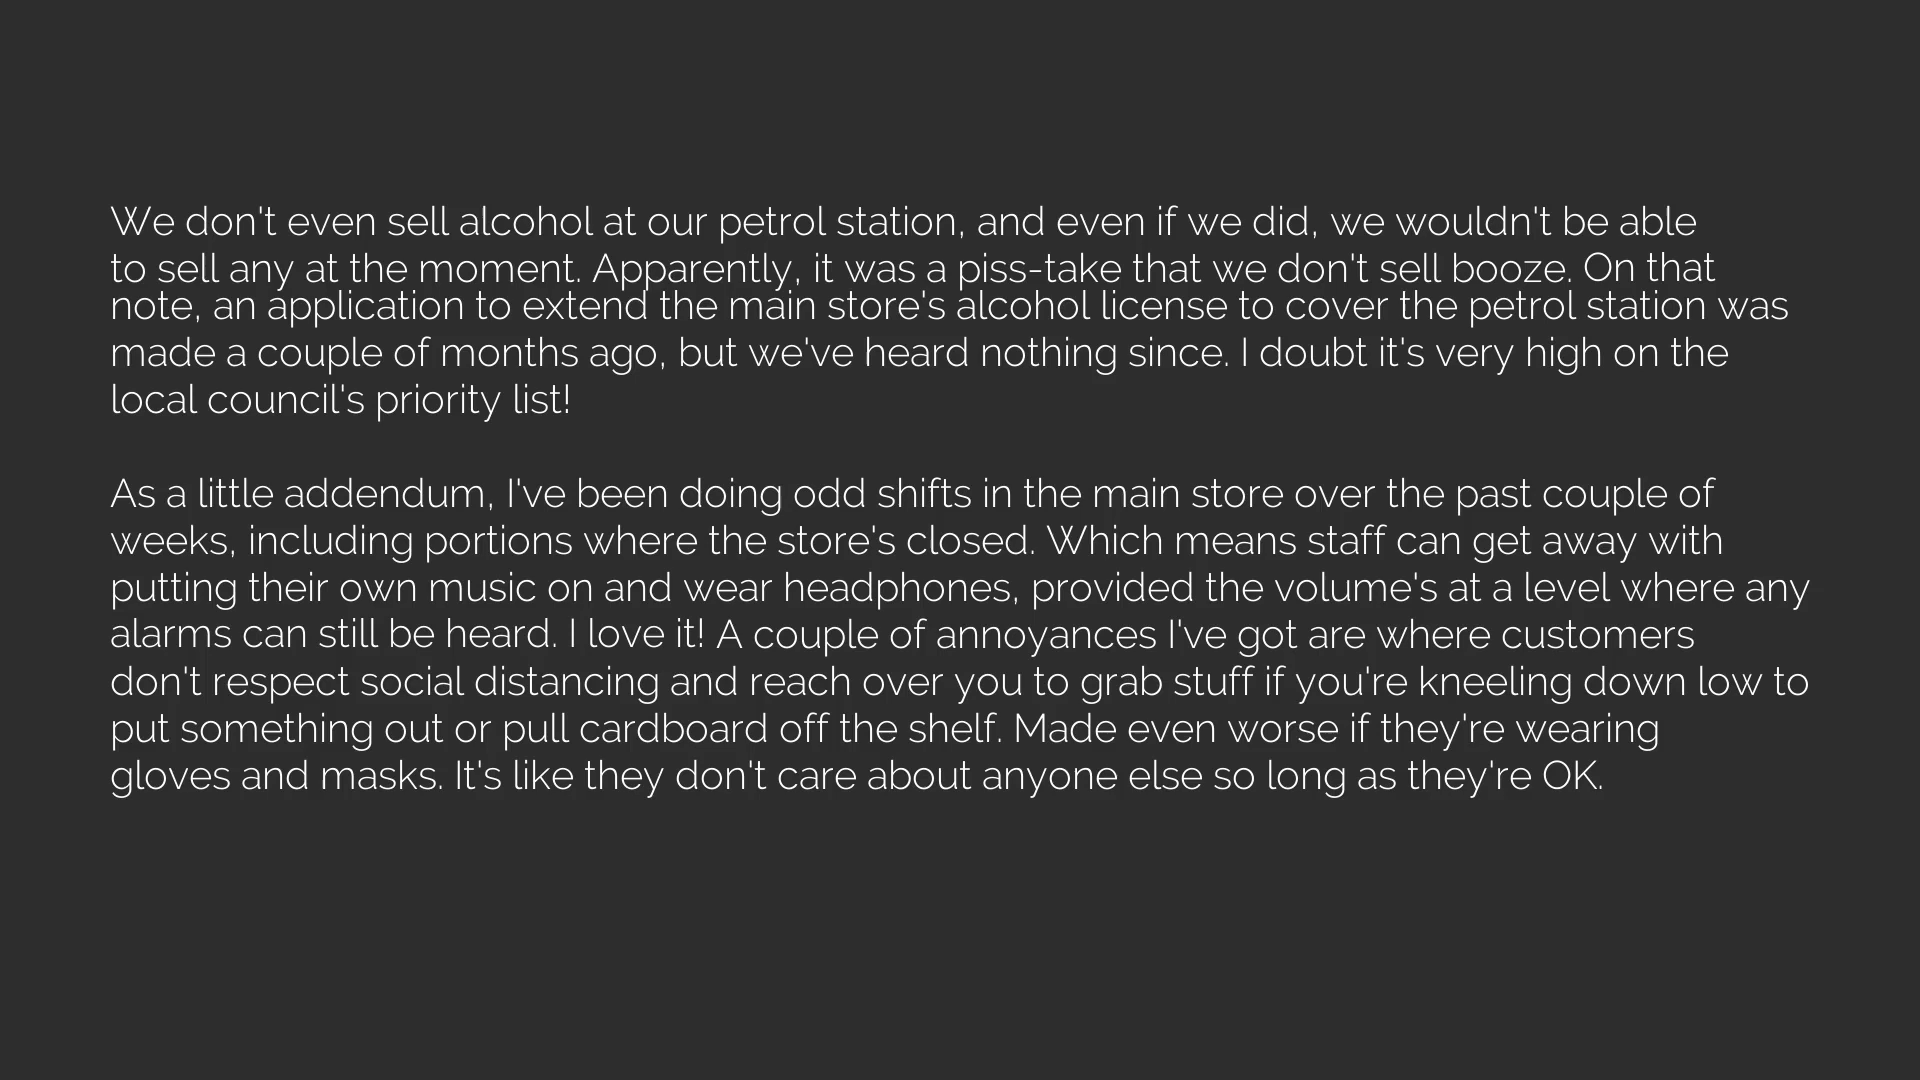 We don't even sell alcohol at our petrol station, and even if we did, we wouldn't be able
to sell any at the moment. Apparently, it was a piss-take that we don't sell booze. On that
note, an application to extend the main store's alcohol license to cover the petrol station was
made a couple of months ago, but we've heard nothing since. I doubt it's very high on the
local council's priority list!

As a little addendum, I've been doing odd shifts in the main store over the past couple of
weeks, including portions where the store's closed. Which means staff can get away with
putting their own music on and wear headphones, provided the volume's at a level where any
alarms can still be heard. I love it! A couple of annoyances I've got are where customers
don't respect social distancing and reach over you to grab stuff if you're kneeling down low to
put something out or pull cardboard off the shelf. Made even worse if they're wearing
gloves and masks. It's like they don't care about anyone else so long as they're OK.